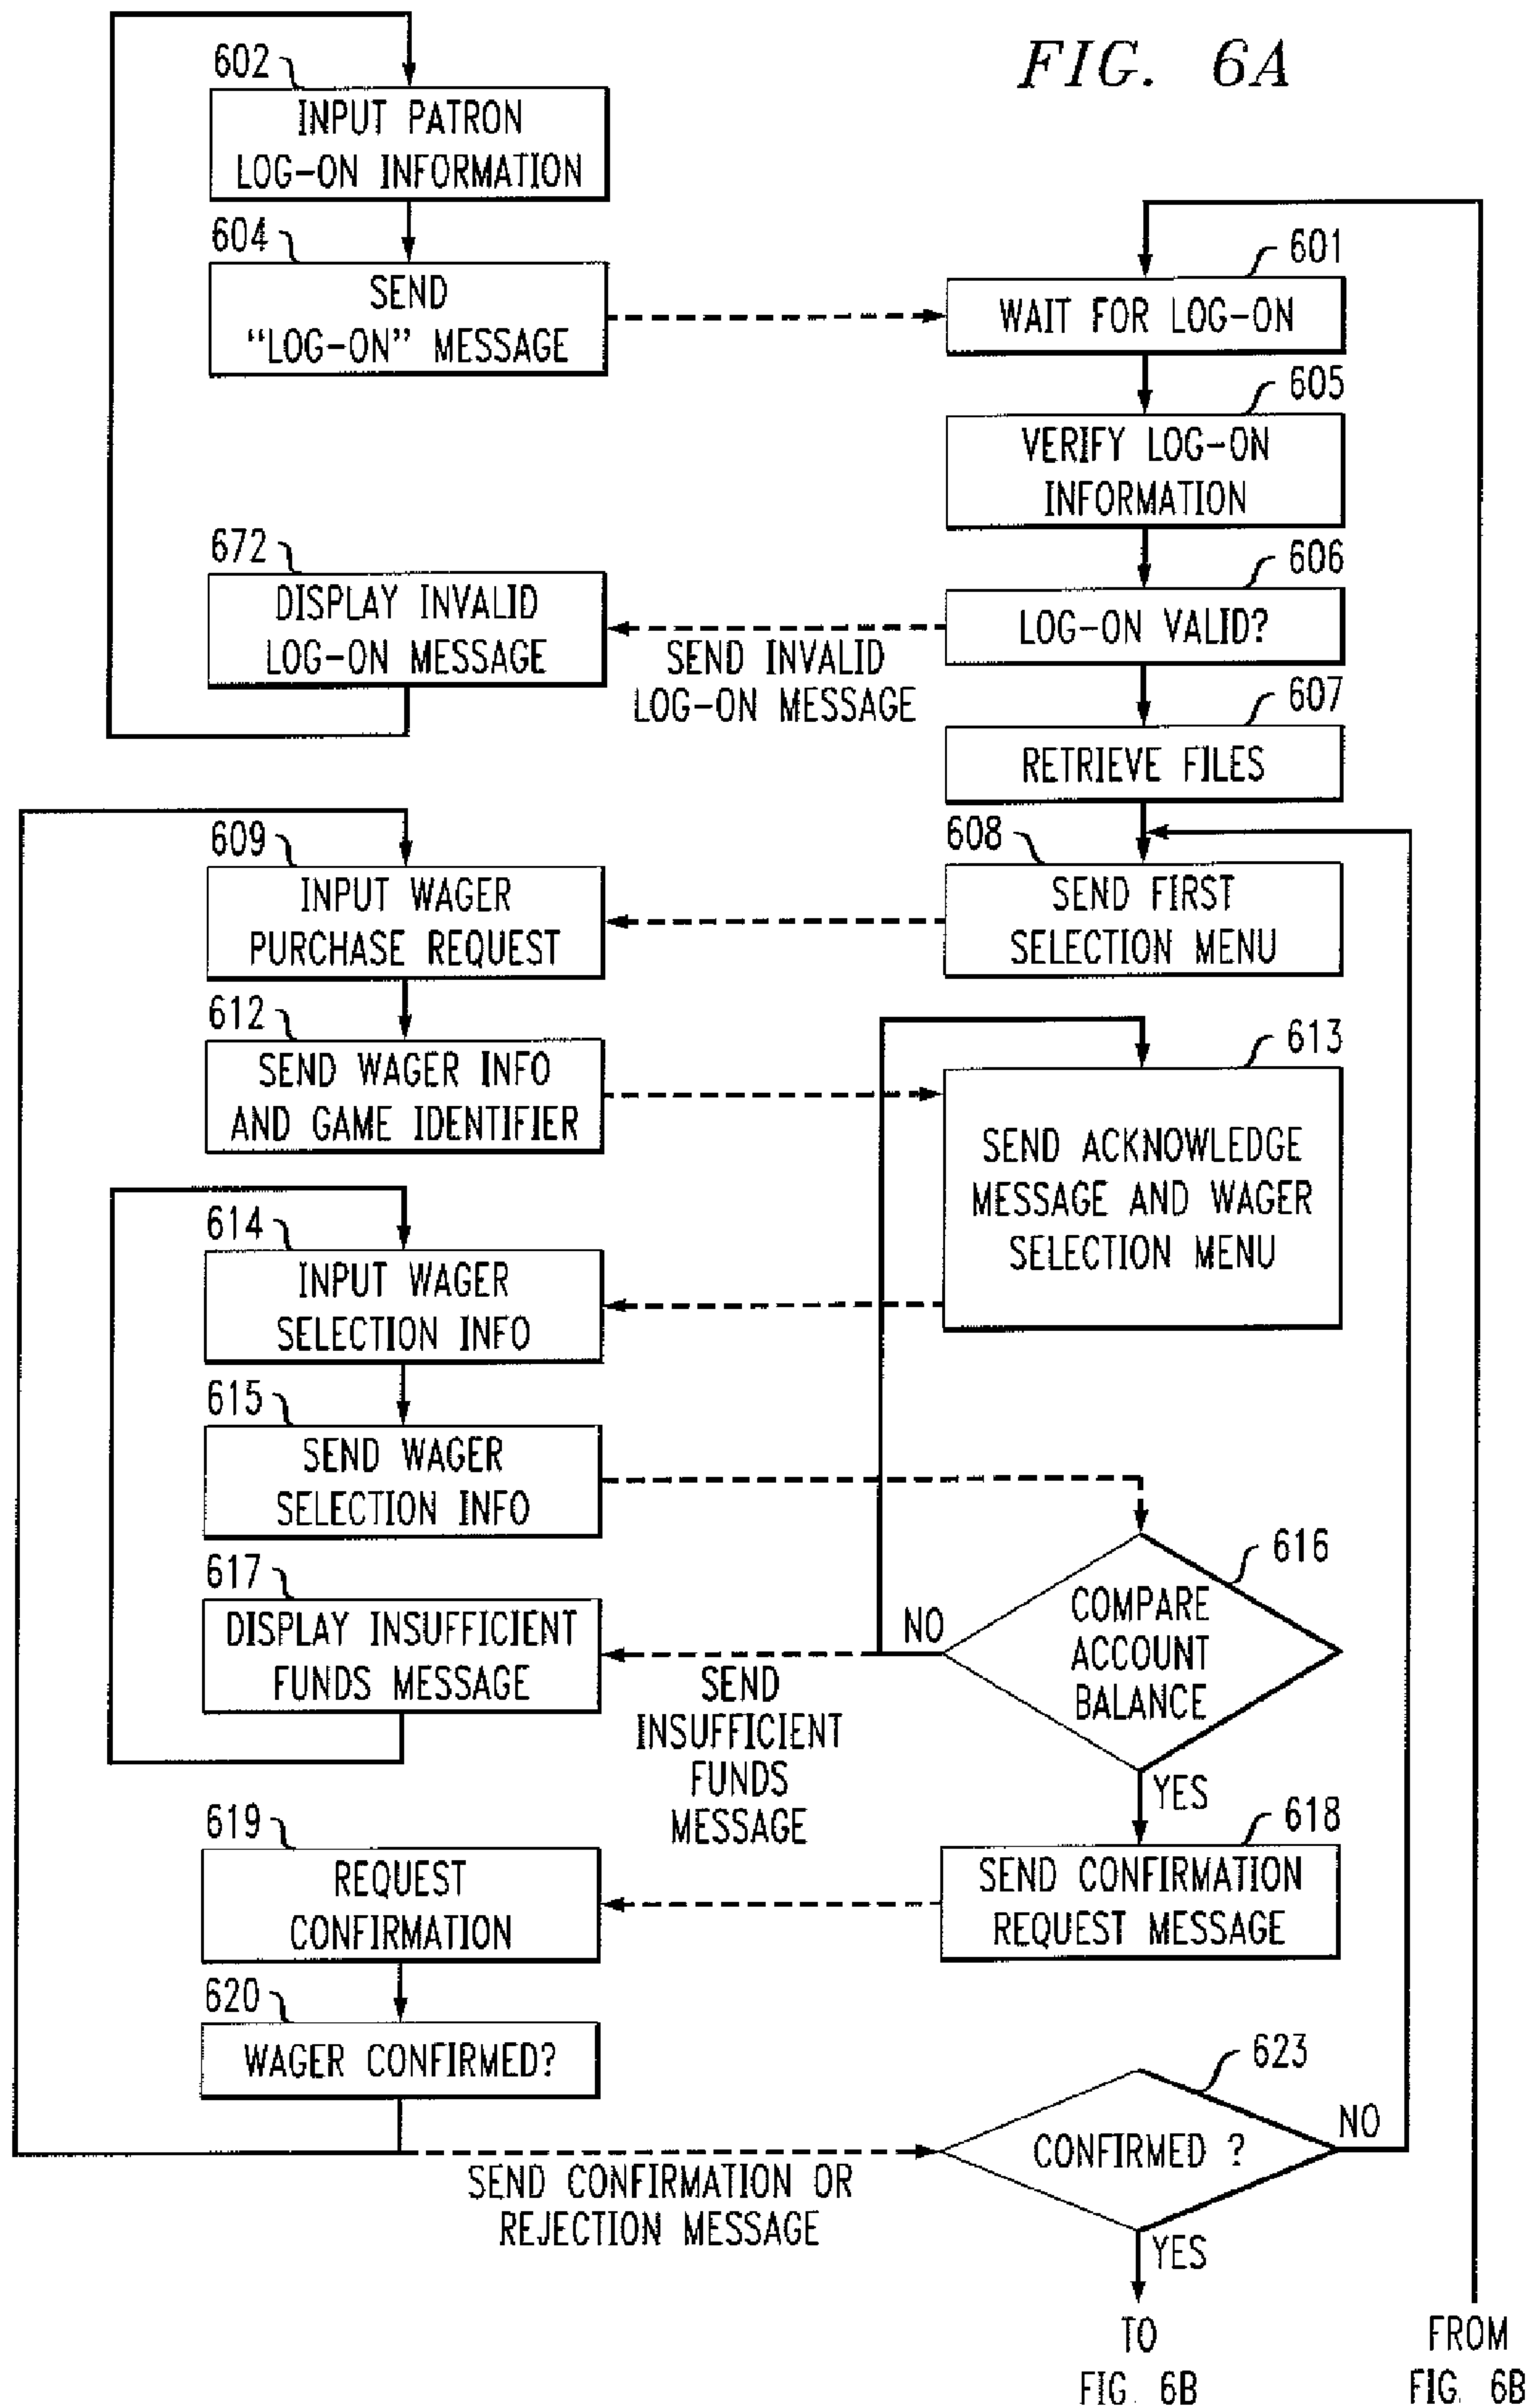 FIG. 6A
602
INPUT PATRON
LOG-ON INFORMATION
604
SEND
“LOG-ON” MESSAGE
601
WAIT FOR LOG-ON
605
VERIFY LOG-ON
INFORMATION
672
DISPLAY INVALID
LOG-ON MESSAGE
606
LOG-ON VALID?
SEND INVALID
LOG-ON MESSAGE
607
RETRIEVE FILES
609
INPUT WAGER
PURCHASE REQUEST
608
SEND FIRST
SELECTION MENU
612
SEND WAGER INFO
AND GAME IDENTIFIER
613
SEND ACKNOWLEDGE
MESSAGE AND WAGER
SELECTION MENU
614
INPUT WAGER
SELECTION INFO
615
SEND WAGER
SELECTION INFO
616
COMPARE
ACCOUNT
BALANCE
617
DISPLAY INSUFFICIENT
FUNDS MESSAGE
NO
SEND
INSUFFICIENT
FUNDS
MESSAGE
YES
619
REQUEST
CONFIRMATION
618
SEND CONFIRMATION
REQUEST MESSAGE
620
WAGER CONFIRMED?
623
CONFIRMED ?
NO
SEND CONFIRMATION OR
REJECTION MESSAGE
YES
TO
FIG. 6B
FROM
FIG. 6B